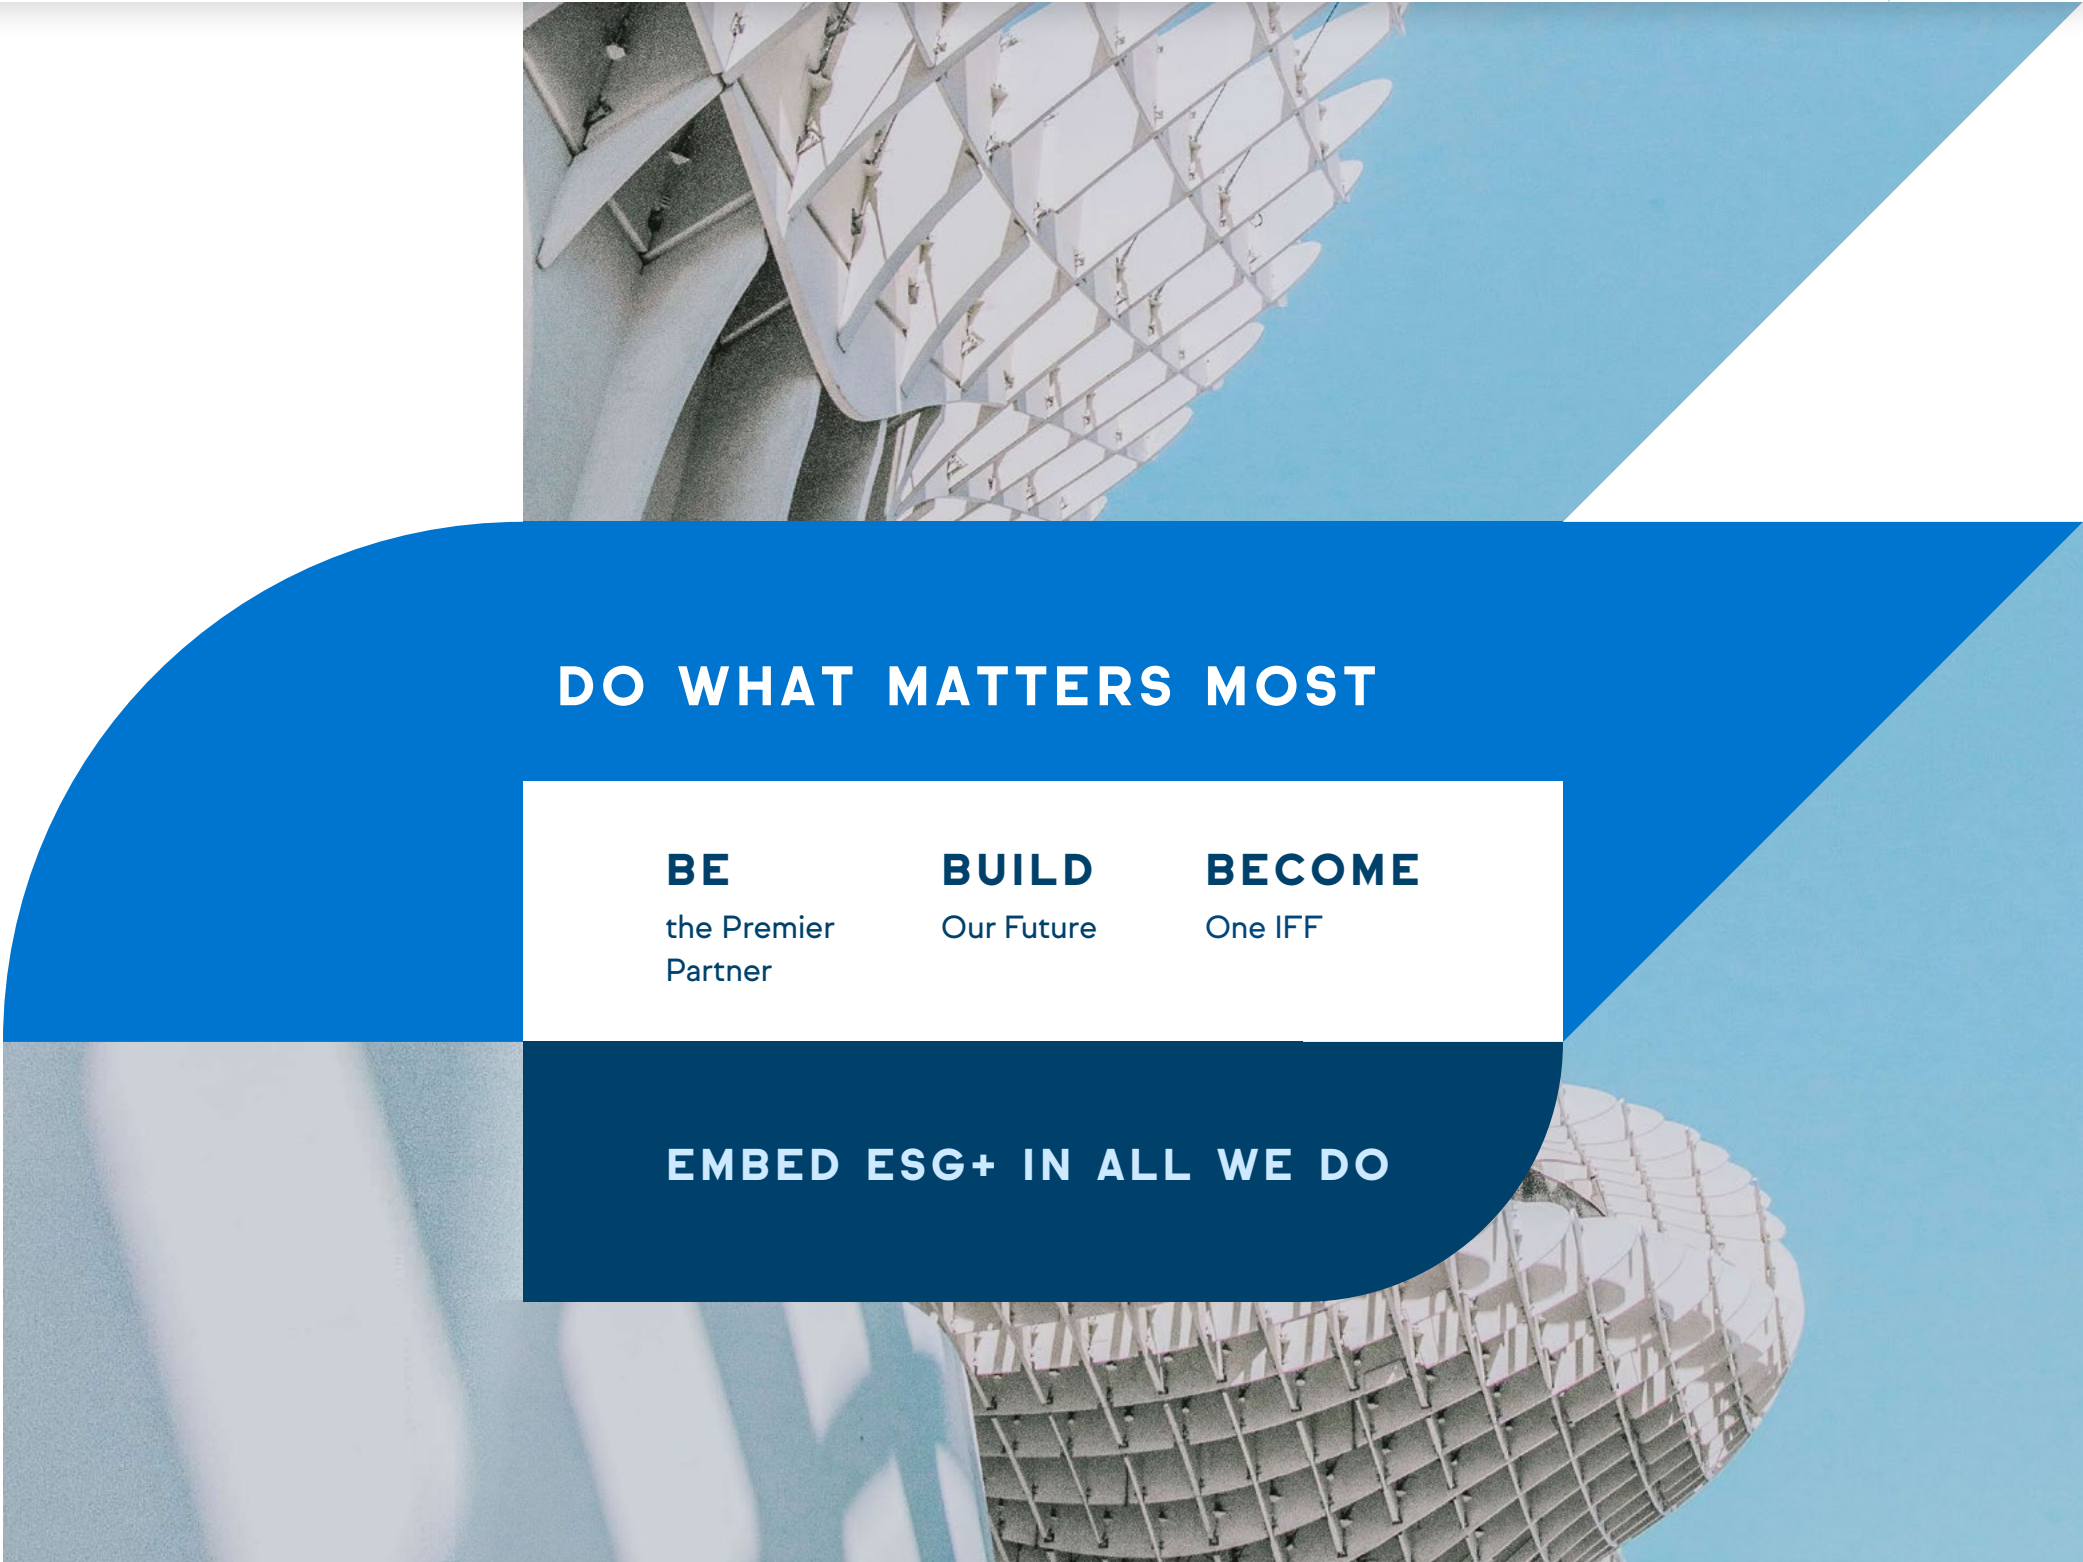 DO WHAT MATTERS MOST
BE
the Premier
Partner
BUILD
Our Future
BECOME
One IFF
EMBED ESG+ IN ALL WE DO